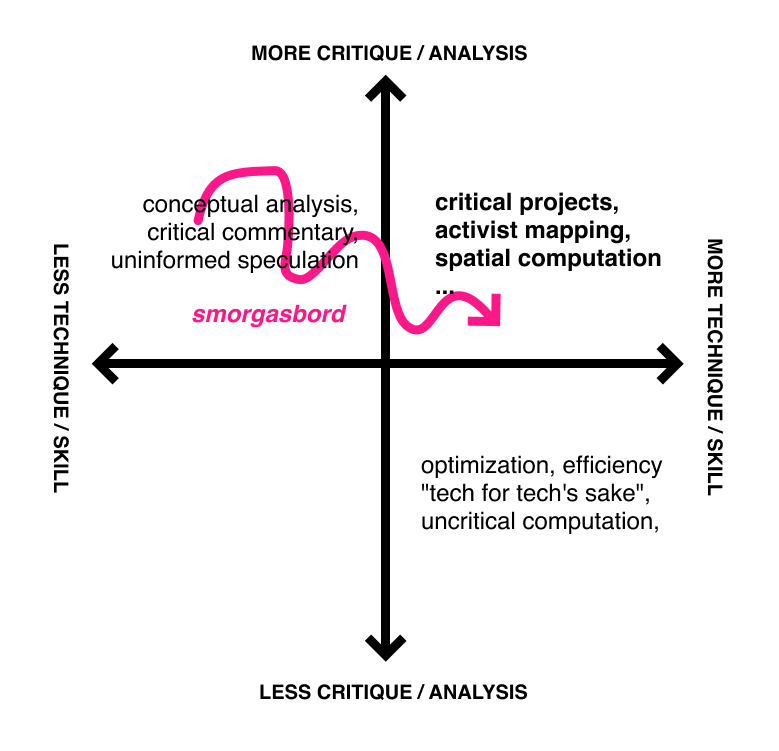 MORE CRITIQUE / ANALYSIS
conceptual analysis,
critical commentary,
uninformed speculation
smorgasbord
critical projects,
activist mapping,
spatial computation
...
LESS TECHNIQUE / SKILL
MORE TECHNIQUE / SKILL
optimization, efficiency
"tech for tech's sake",
uncritical computation,
LESS CRITIQUE / ANALYSIS